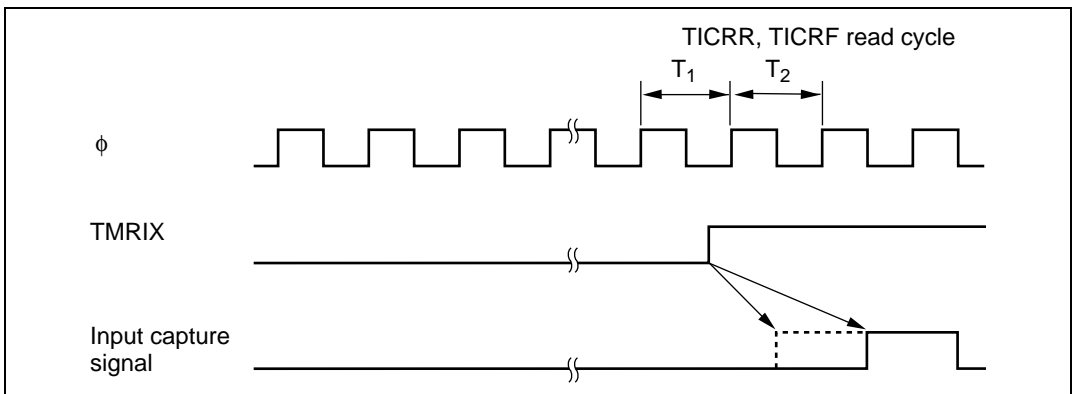 TICRR, TICRF read cycle
T₁ T₂
ϕ
TMRIX
Input capture
signal